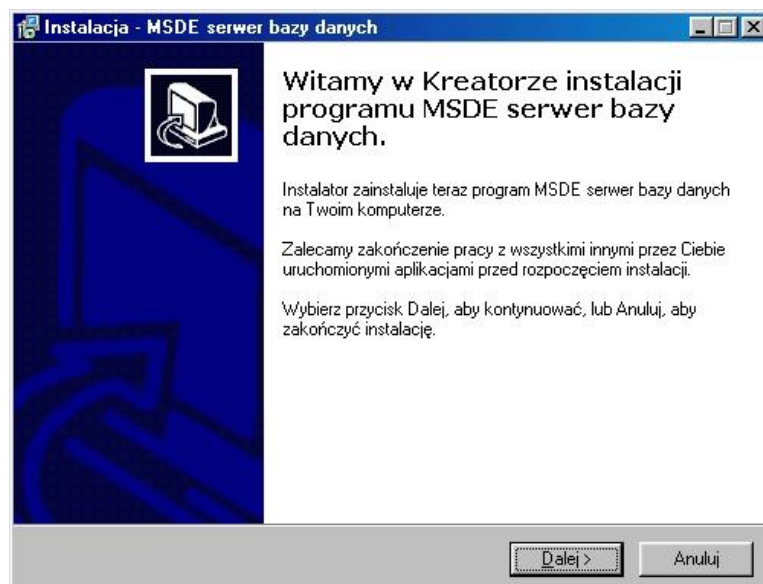 Instalacja - MSDE serwer bazy danych
Witamy w Kreatorze instalacji
programu MSDE serwer bazy
danych.
Instalator zainstaluje teraz program MSDE serwer bazy danych
na Twoim komputerze.
Zalecamy zakończenie pracy z wszystkimi innymi przez Ciebie
uruchomionymi aplikacjami przed rozpoczęciem instalacji.
Wybierz przycisk Dalej, aby kontynuować, lub Anuluj, aby
zakończyć instalację.
Dalej >
Anuluj